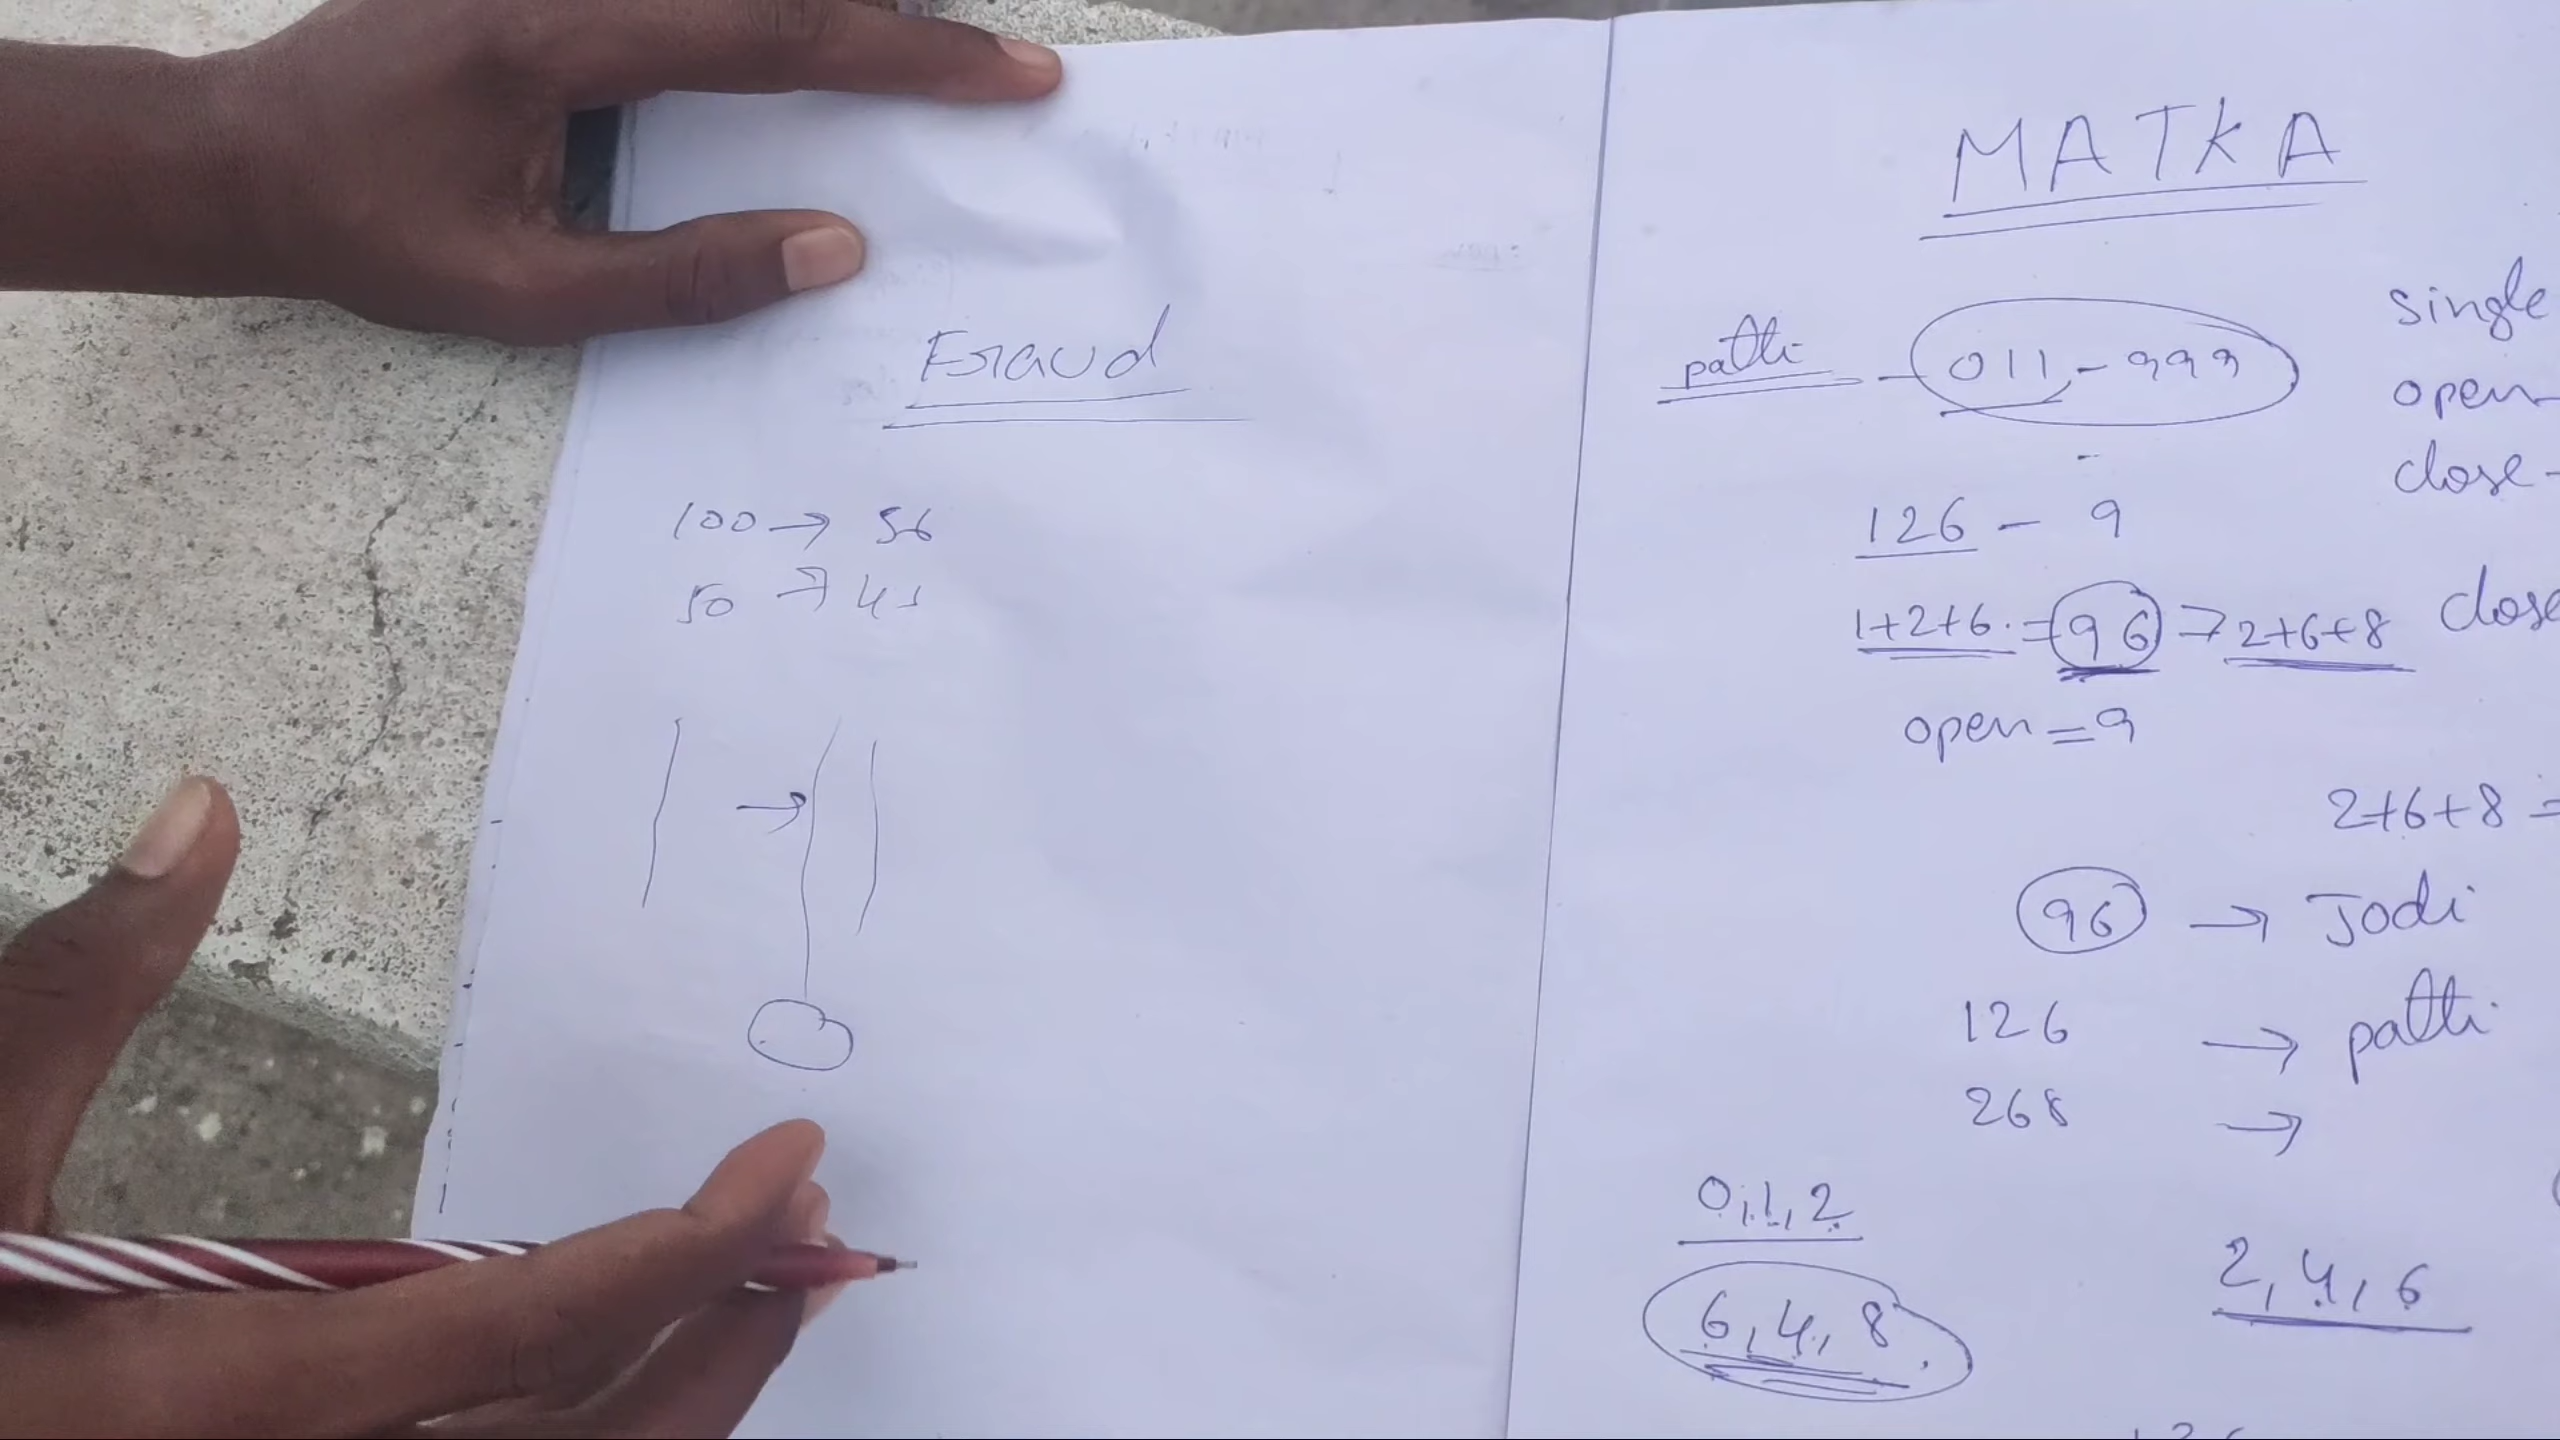 Fraud
100 → 56
50 → 45
MATKA
patti - 011 - 999
single
open-
close-
126 - 9
1+2+6. = 96 → 2+6+8 close
open = 9
2+6+8 =
96 → Jodi
126 → patti
268 →
0,1,2
6,4,8
2,4,6